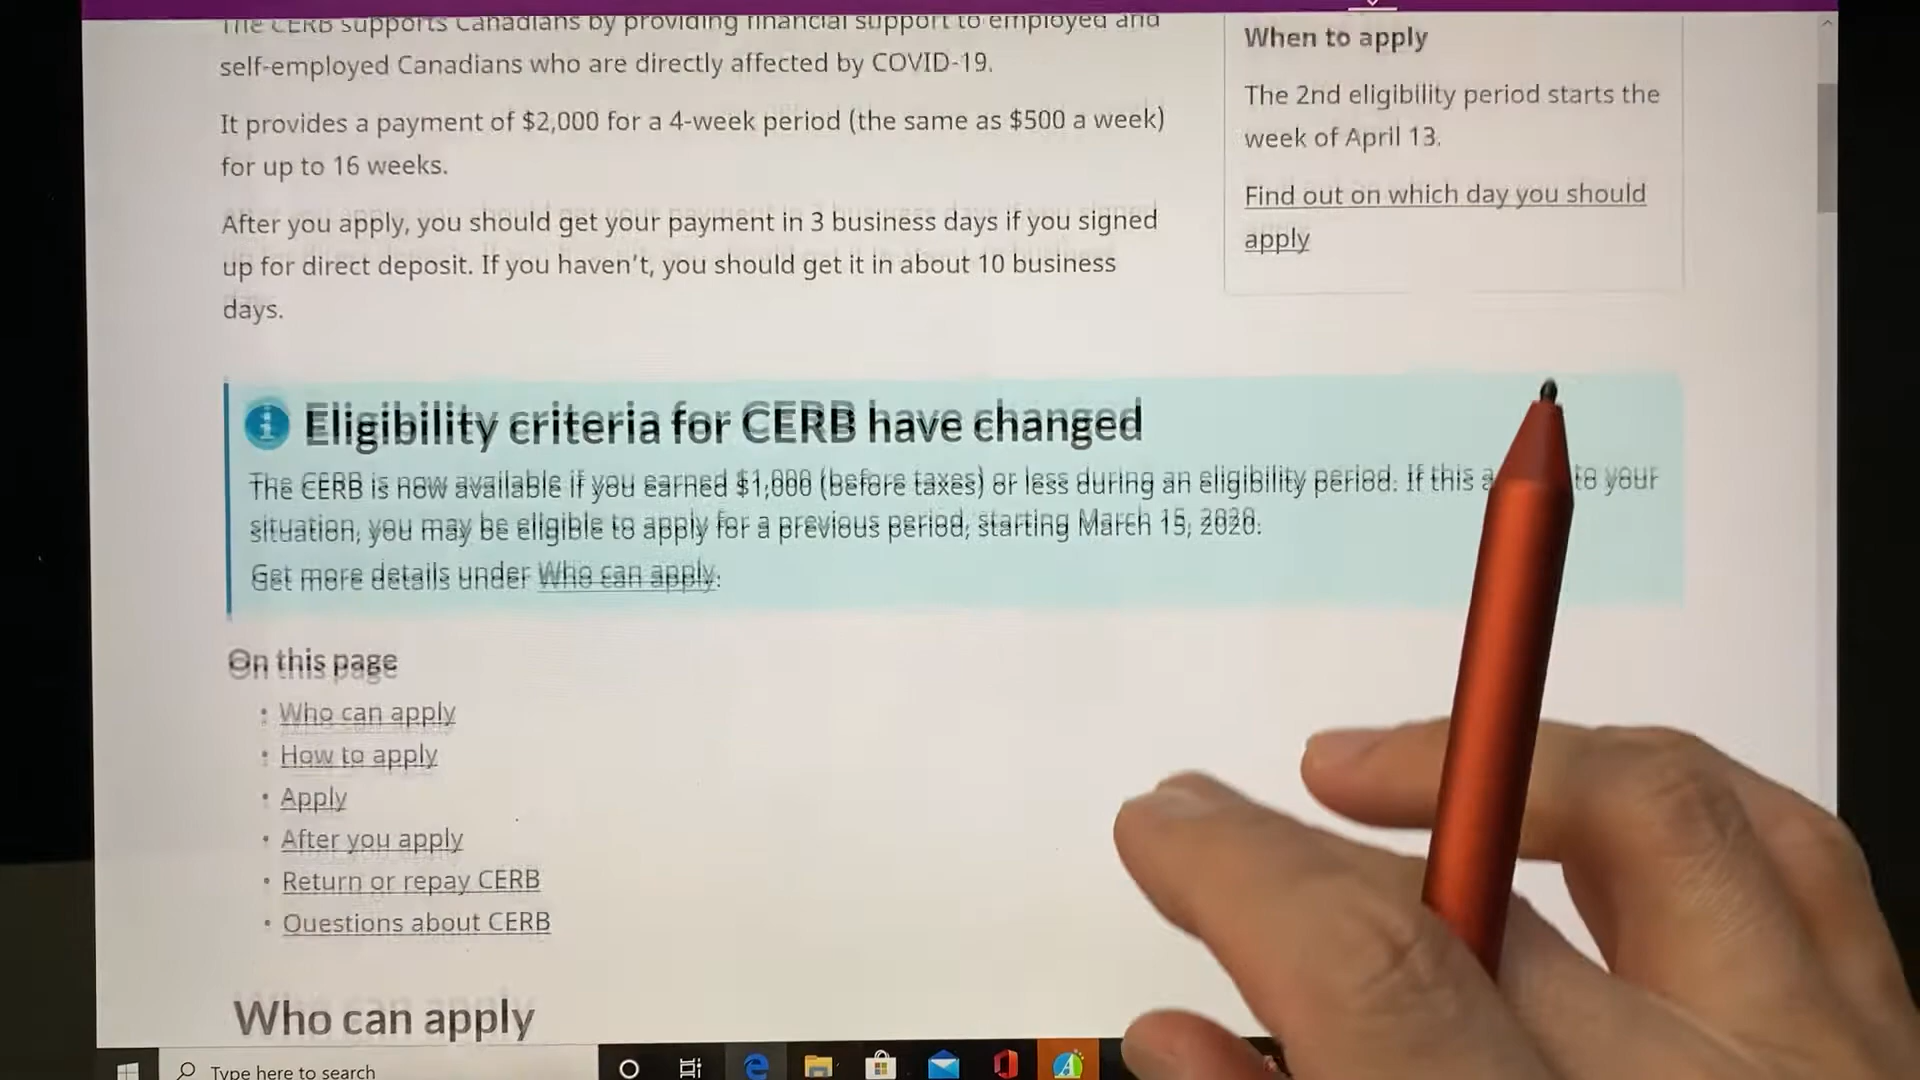 The CERB supports Canadians by providing financial support to employed and
self-employed Canadians who are directly affected by COVID-19.
It provides a payment of $2,000 for a 4-week period (the same as $500 a week)
for up to 16 weeks.
After you apply, you should get your payment in 3 business days if you signed
up for direct deposit. If you haven't, you should get it in about 10 business
days.
When to apply
The 2nd eligibility period starts the
week of April 13.
Find out on which day you should
apply
Eligibility criteria for CERB have changed
The CERB is now available if you earned $1,000 (before taxes) or less during an eligibility period. If this to your
situation, you may be eligible to apply for a previous period, starting March 15, 2020.
Get more details under Who can apply.
On this page
• Who can apply
• How to apply
• Apply
• After you apply
• Return or repay CERB
• Questions about CERB
Who can apply
Type here to search